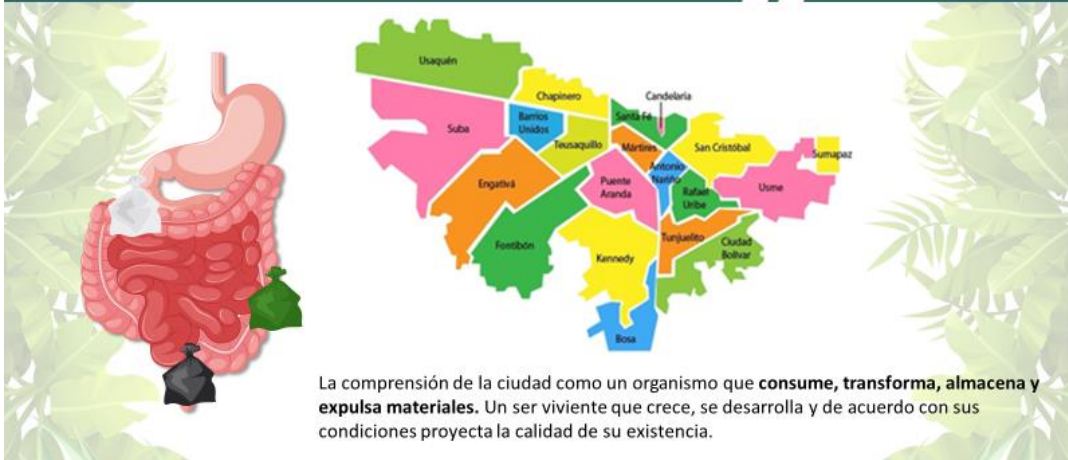 Usaquén
Chapinero
Candelaria
Santa Fé
Barrios
Unidos
Suba
Teusaquillo
Mártires
San Cristóbal
Sumapaz
Antonio
Nariño
Engativá
Puente
Aranda
Rafael
Uribe
Usme
Fontibón
Tunjuelito
Ciudad
Bolivar
Kennedy
Bosa
La comprensión de la ciudad como un organismo que consume, transforma, almacena y
expulsa materiales. Un ser viviente que crece, se desarrolla y de acuerdo con sus
condiciones proyecta la calidad de su existencia.